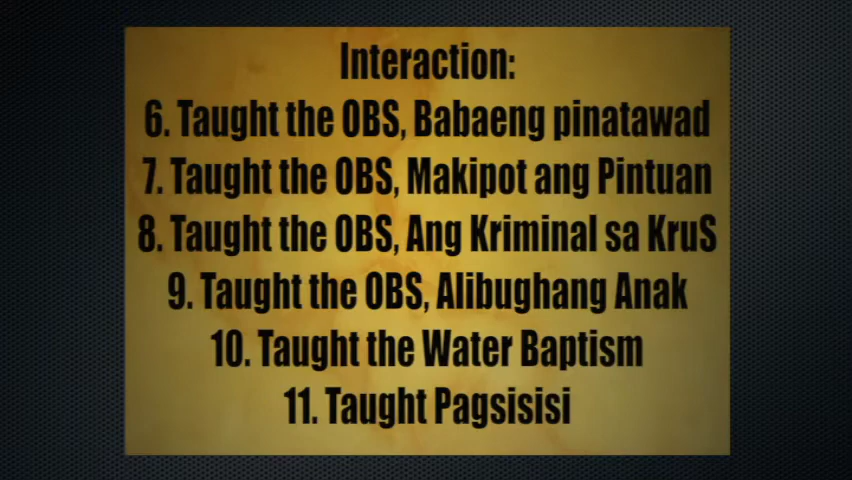 Interaction:
6. Taught the OBS, Babaeng pinatawad
7. Taught the OBS, Makipot ang Pintuan
8. Taught the OBS, Ang Kriminal sa KruS
9. Taught the OBS, Alibughang Anak
10. Taught the Water Baptism
11. Taught Pagsisisi